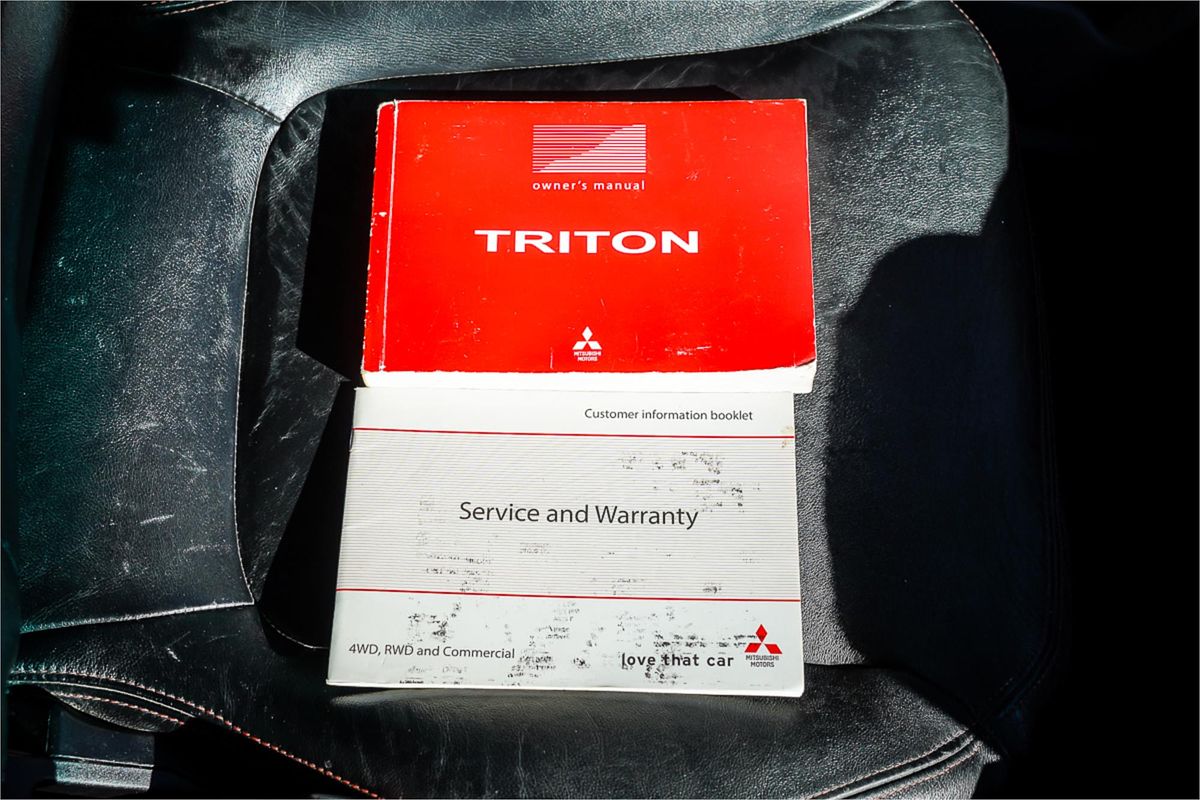 owner's manual
TRITON
MITSUBISHI
MOTORS
Customer information booklet
Service and Warranty
4WD, RWD and Commercial
love that car
MITSUBISHI
MOTORS